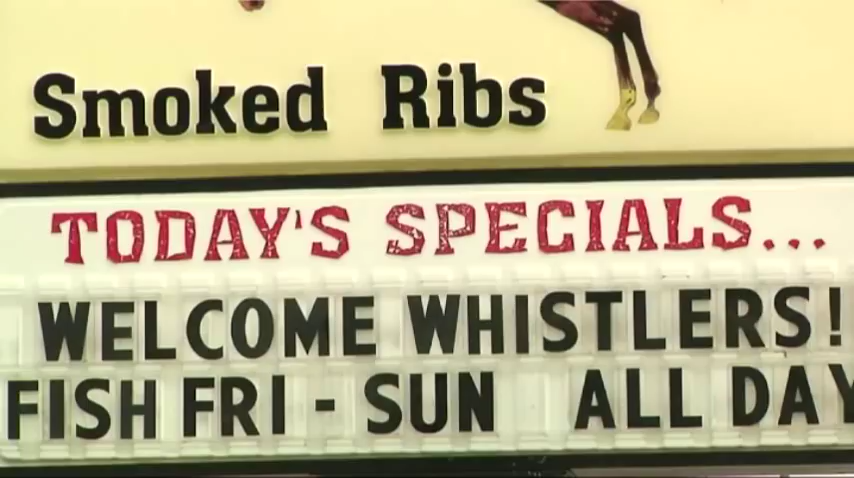 Smoked Ribs
TODAY'S SPECIALS...
WELCOME WHISTLERS!
FISH FRI - SUN ALL DAY